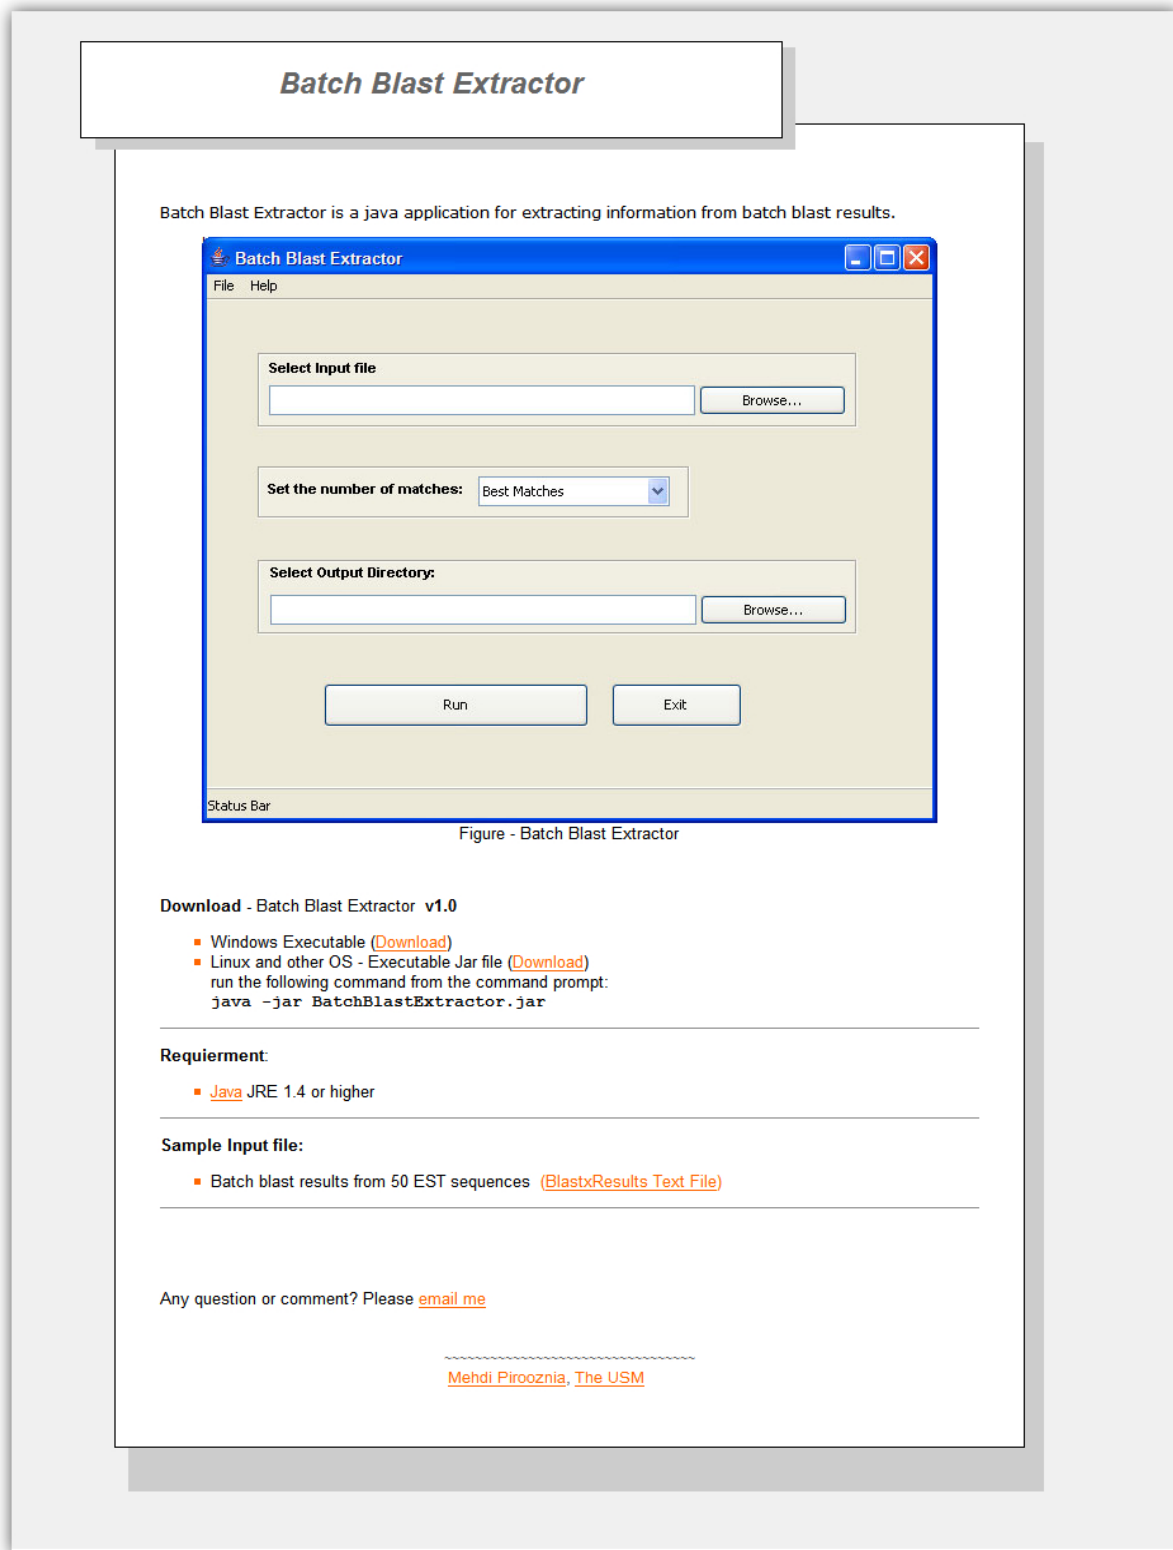 Batch Blast Extractor
Batch Blast Extractor is a java application for extracting information from batch blast results.
Batch Blast Extractor
File Help
Select Input file
Browse...
Set the number of matches: Best Matches
Select Output Directory:
Browse...
Run Exit
Status Bar
Figure - Batch Blast Extractor
Download - Batch Blast Extractor v1.0
Windows Executable (Download)
Linux and other OS - Executable Jar file (Download)
run the following command from the command prompt:
java -jar BatchBlastExtractor.jar
Requierment:
Java JRE 1.4 or higher
Sample Input file:
Batch blast results from 50 EST sequences (BlastxResults Text File)
Any question or comment? Please email me
~~~~~~~~~~~~~~~~~~~~~~~~~~~~~~~~~
Mehdi Pirooznia, The USM